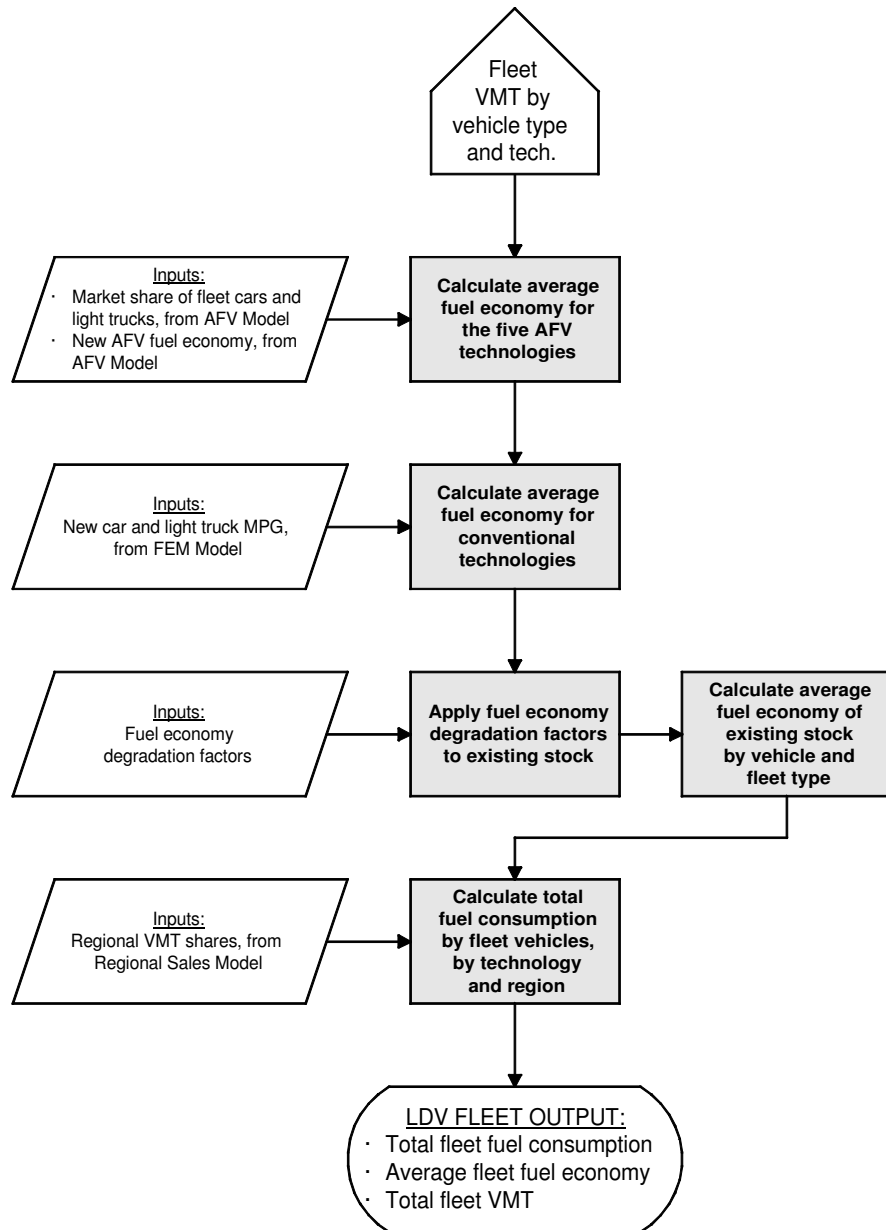 Fleet
VMT by
vehicle type
and tech.
Inputs:
· Market share of fleet cars and
light trucks, from AFV Model
· New AFV fuel economy, from
AFV Model
Calculate average
fuel economy for
the five AFV
technologies
Inputs:
New car and light truck MPG,
from FEM Model
Calculate average
fuel economy for
conventional
technologies
Inputs:
Fuel economy
degradation factors
Apply fuel economy
degradation factors
to existing stock
Calculate average
fuel economy of
existing stock
by vehicle and
fleet type
Inputs:
Regional VMT shares, from
Regional Sales Model
Calculate total
fuel consumption
by fleet vehicles,
by technology
and region
LDV FLEET OUTPUT:
· Total fleet fuel consumption
· Average fleet fuel economy
· Total fleet VMT